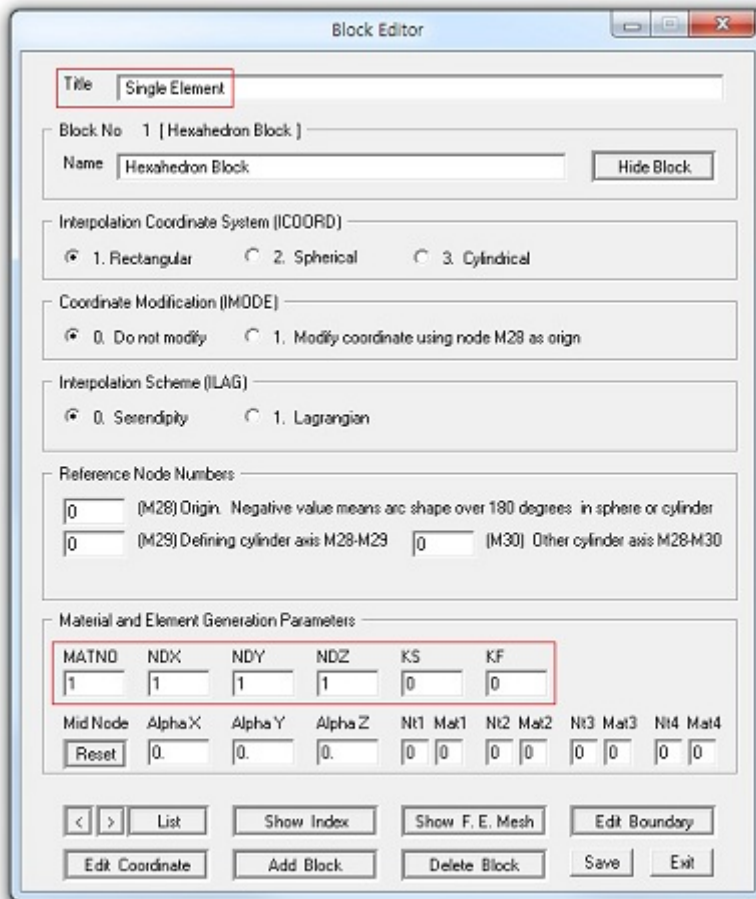 Block Editor
Title Single Element
Block No 1 [ Hexahedron Block ]
Name Hexahedron Block Hide Block
Interpolation Coordinate System (ICOORD)
1. Rectangular 2. Spherical 3. Cylindrical
Coordinate Modification (IMODE)
0. Do not modify 1. Modify coordinate using node M28 as orign
Interpolation Scheme (ILAG)
0. Serendipity 1. Lagrangian
Reference Node Numbers
0 (M28) Origin. Negative value means arc shape over 180 degrees in sphere or cylinder
0 (M29) Defining cylinder axis M28-M29 0 (M30) Other cylinder axis M28-M30
Material and Element Generation Parameters
MATNO NDX NDY NDZ KS KF
1 1 1 1 0 0
Mid Node Alpha X Alpha Y Alpha Z Nt1 Mat1 Nt2 Mat2 Nt3 Mat3 Nt4 Mat4
Reset 0. 0. 0. 0 0 0 0 0 0 0 0
< > List Show Index Show F. E. Mesh Edit Boundary
Edit Coordinate Add Block Delete Block Save Exit